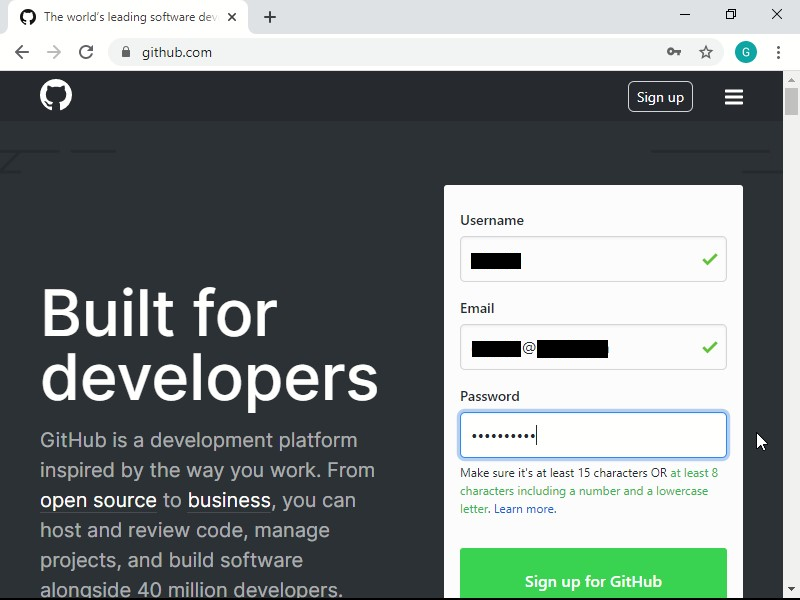 The world's leading software dev
github.com
G
Sign up
Username
Email
@
Password
••••••••••
Make sure it's at least 15 characters OR at least 8
characters including a number and a lowercase
letter. Learn more.
Sign up for GitHub
Built for
developers
GitHub is a development platform
inspired by the way you work. From
open source to business, you can
host and review code, manage
projects, and build software
alongside 40 million developers.